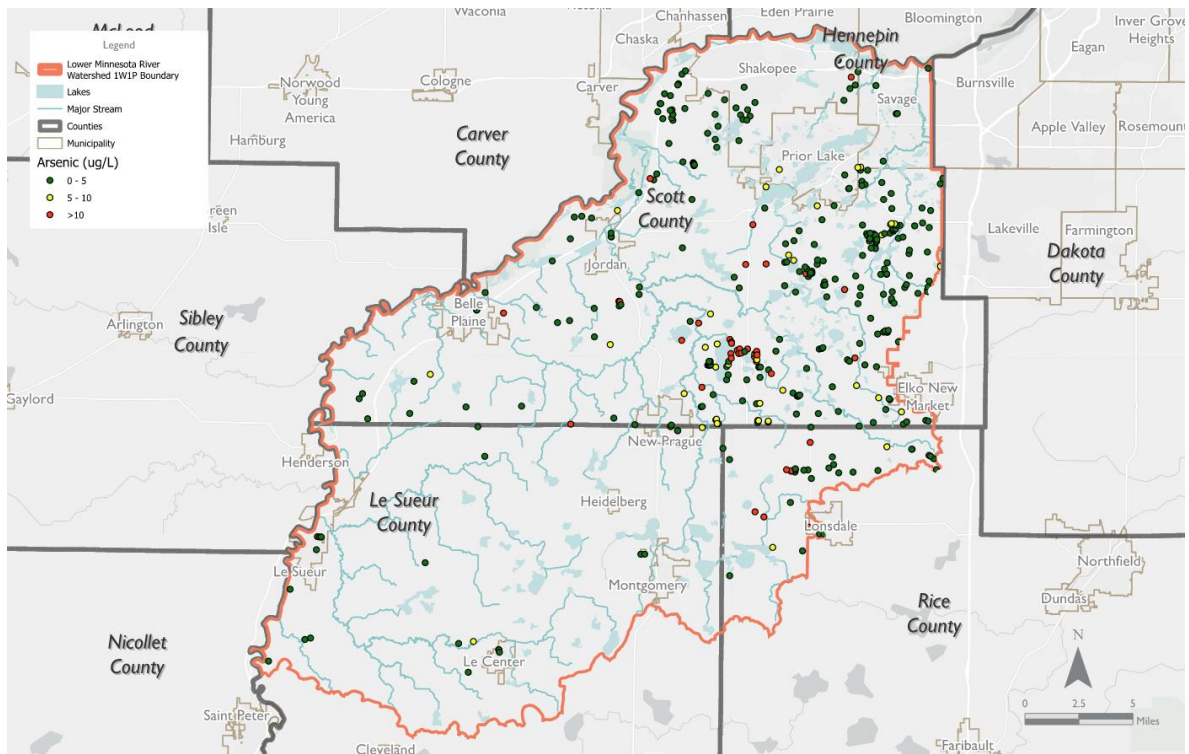 Waconia
Victoria
Chanhassen
Eden Prairie
Bloomington
Inver Grove
Heights
McLeod
Legend
Lower Minnesota River
Watershed 1W1P Boundary
Lakes
Major Stream
Counties
Municipality
Arsenic (ug/L)
0 - 5
5 - 10
>10
Chaska
Hennepin
County
Eagan
Norwood
Young
America
Cologne
Carver
Shakopee
Savage
Burnsville
Apple Valley
Rosemount
Hamburg
Carver
County
Prior Lake
Scott
County
Green
Isle
Lakeville
Farmington
Dakota
County
Jordan
Belle
Plaine
Arlington
Sibley
County
Gaylord
Elko New
Market
New Prague
Henderson
Heidelberg
Le Sueur
County
Lonsdale
Le Sueur
Montgomery
Northfield
Dundas
Rice
County
Nicollet
County
Le Center
N
Saint Peter
0 2.5 5
Miles
Cleveland
Faribault